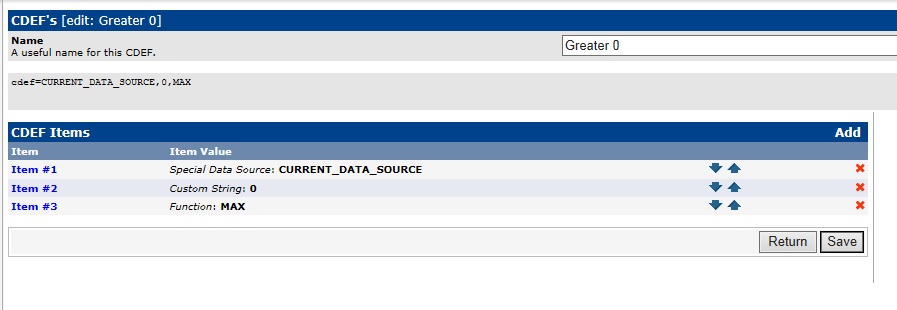 CDEF's [edit: Greater 0]
Name
A useful name for this CDEF.
Greater 0
cdef=CURRENT_DATA_SOURCE,0,MAX
CDEF Items Add
Item Item Value
Item #1 Special Data Source: CURRENT_DATA_SOURCE
Item #2 Custom String: 0
Item #3 Function: MAX
Return Save